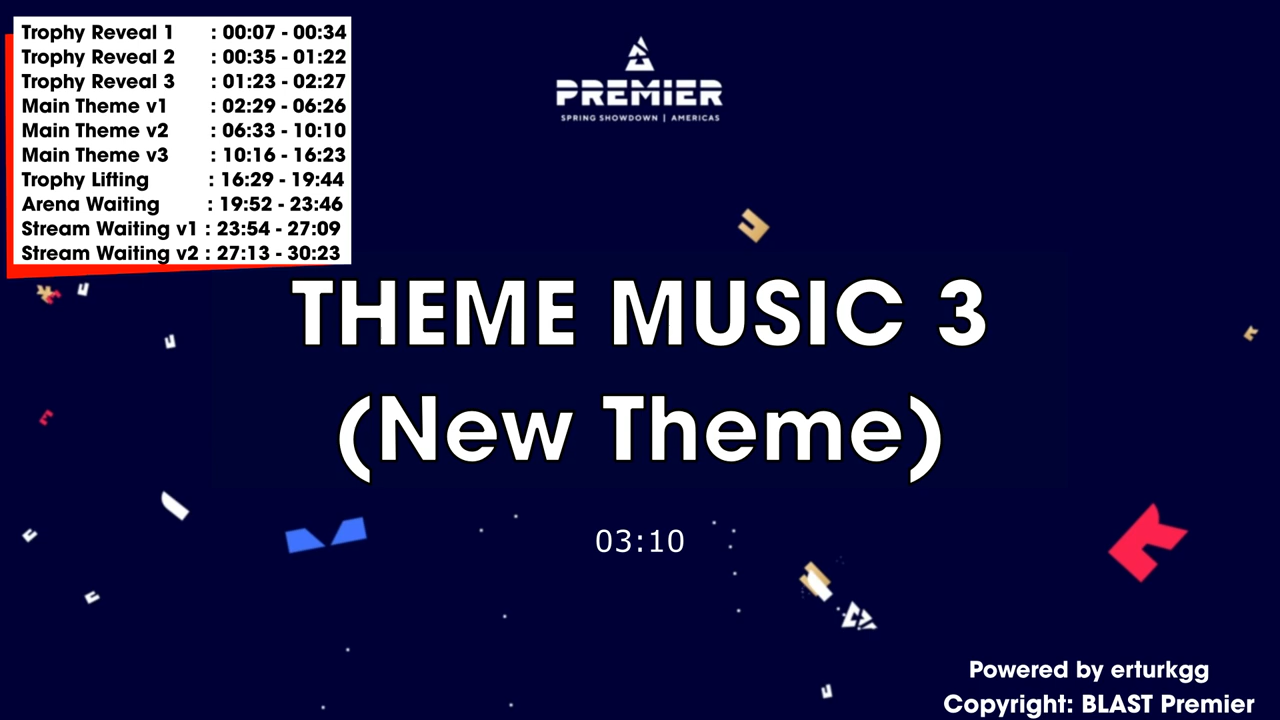 Trophy Reveal 1 : 00:07 - 00:34
Trophy Reveal 2 : 00:35 - 01:22
Trophy Reveal 3 : 01:23 - 02:27
Main Theme v1 : 02:29 - 06:26
Main Theme v2 : 06:33 - 10:10
Main Theme v3 : 10:16 - 16:23
Trophy Lifting : 16:29 - 19:44
Arena Waiting : 19:52 - 23:46
Stream Waiting v1 : 23:54 - 27:09
Stream Waiting v2 : 27:13 - 30:23
PREMIER
SPRING SHOWDOWN | AMERICAS
THEME MUSIC 3
(New Theme)
03:10
Powered by erturkgg
Copyright: BLAST Premier